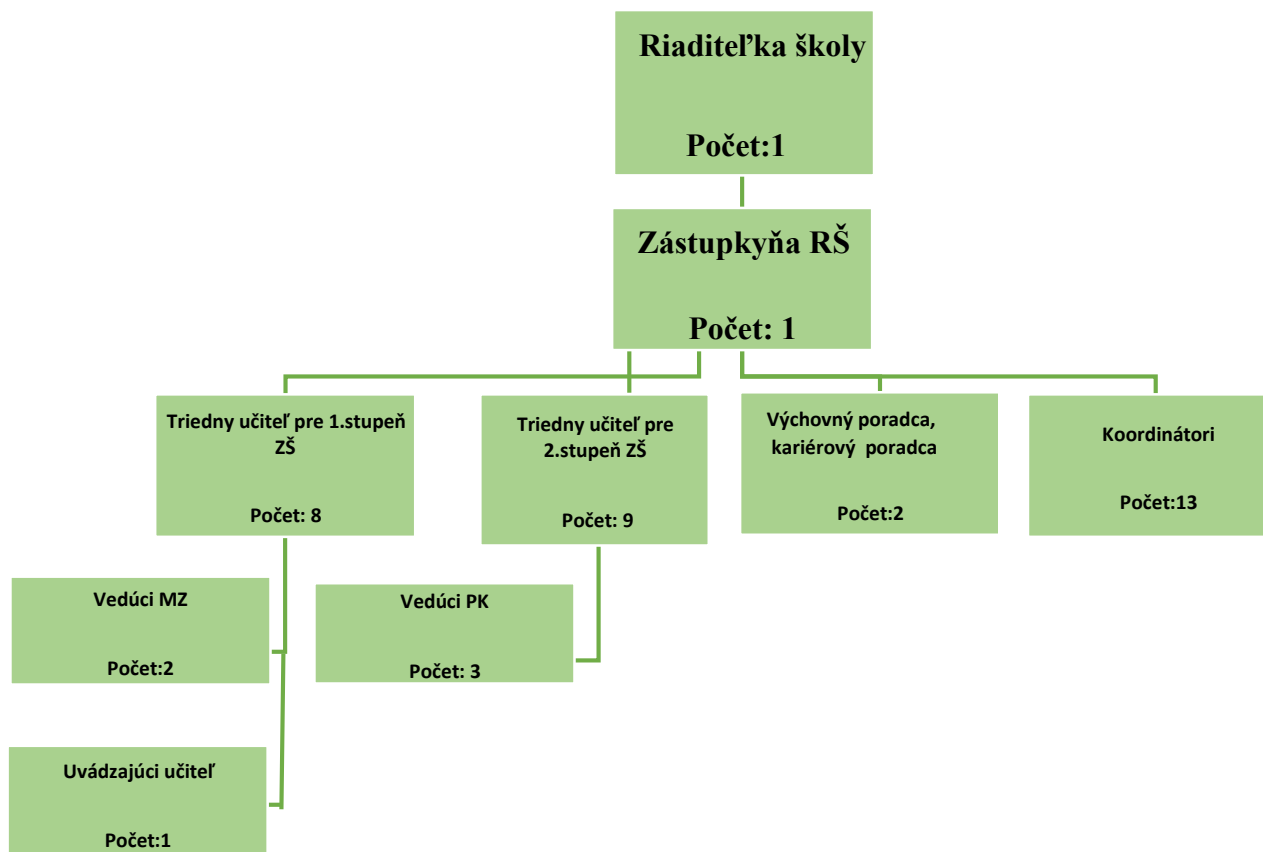 Riaditeľka školy
Počet:1
Zástupkyňa RŠ
Počet: 1
Triedny učiteľ pre 1.stupeň
ZŠ
Počet: 8
Triedny učiteľ pre
2.stupeň ZŠ
Počet: 9
Výchovný poradca,
kariérový poradca
Počet:2
Koordinátori
Počet:13
Vedúci MZ
Počet:2
Vedúci PK
Počet: 3
Uvádzajúci učiteľ
Počet:1